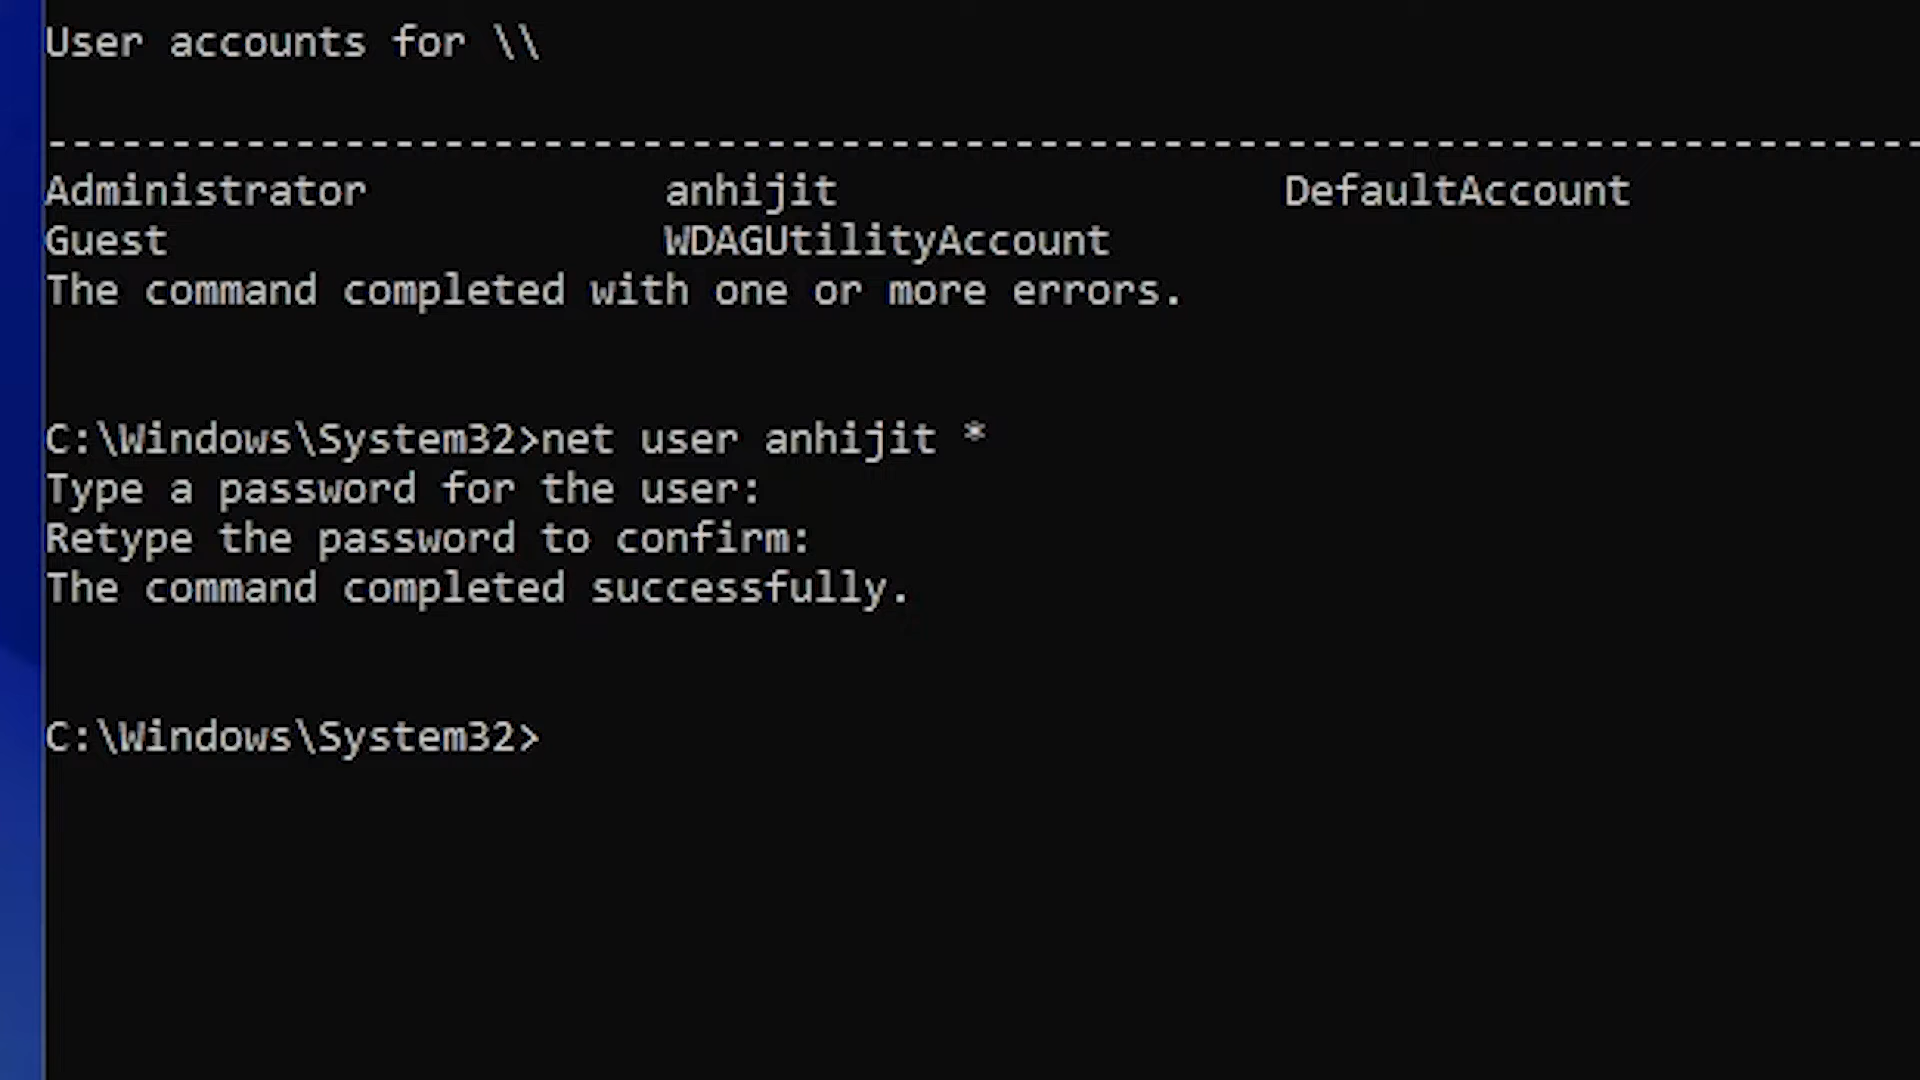 User accounts for \\
-------------------------------------------------------------------------------
Administrator            anhijit                  DefaultAccount
Guest                    WDAGUtilityAccount
The command completed with one or more errors.
C:\Windows\System32>net user anhijit *
Type a password for the user:
Retype the password to confirm:
The command completed successfully.
C:\Windows\System32>